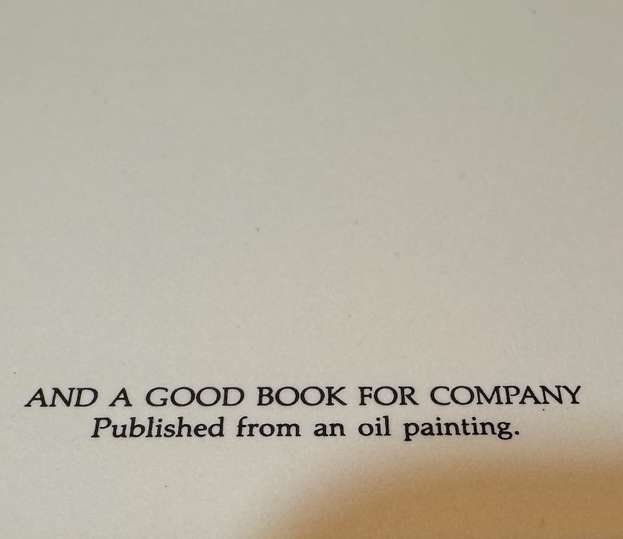 AND A GOOD BOOK FOR COMPANY
Published from an oil painting.